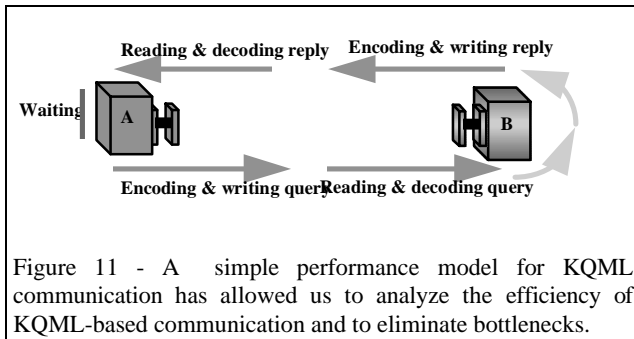 Reading & decoding reply
Encoding & writing reply
Waiting
A
B
Encoding & writing query
Reading & decoding query
Figure 11 - A simple performance model for KQML
communication has allowed us to analyze the efficiency of
KQML-based communication and to eliminate bottlenecks.